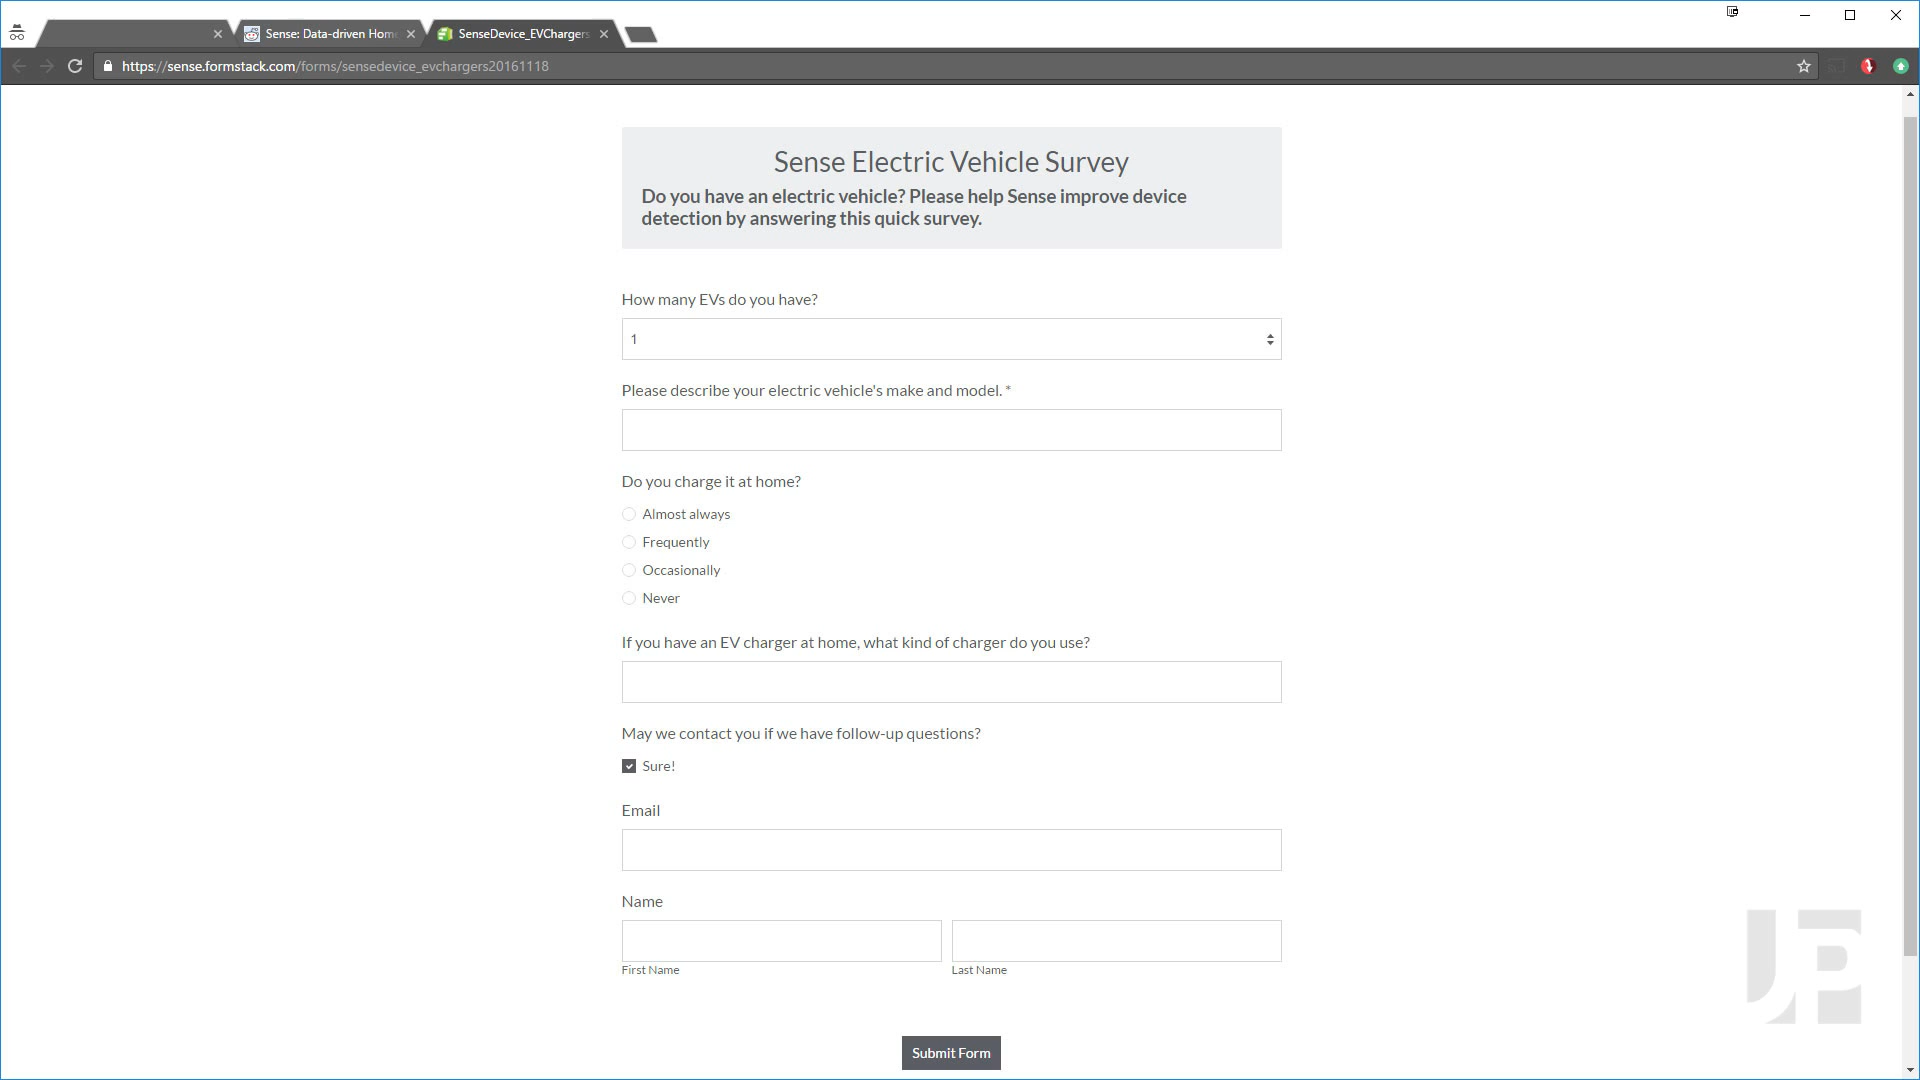 Sense: Data-driven Hom
SenseDevice_EVChargers
https://sense.formstack.com/forms/sensedevice_evchargers20161118
Sense Electric Vehicle Survey
Do you have an electric vehicle? Please help Sense improve device
detection by answering this quick survey.
How many EVs do you have?
1
Please describe your electric vehicle's make and model. *
Do you charge it at home?
Almost always
Frequently
Occasionally
Never
If you have an EV charger at home, what kind of charger do you use?
May we contact you if we have follow-up questions?
Sure!
Email
Name
First Name
Last Name
JP
Submit Form